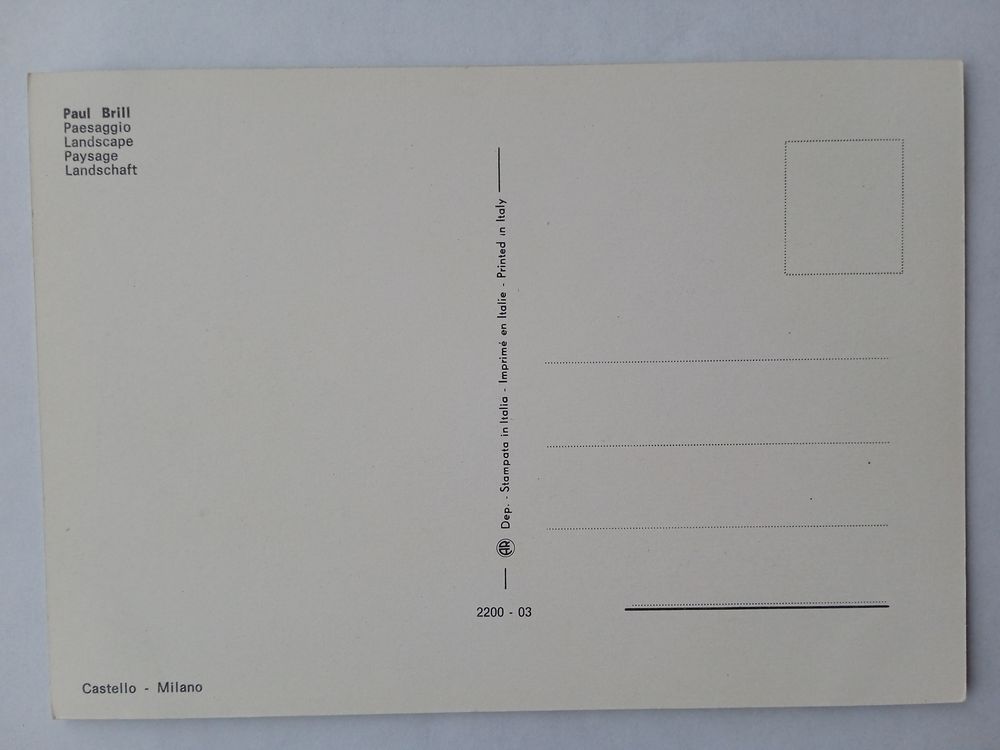 Paul Brill
Paesaggio
Landscape
Paysage
Landschaft
AR Dep. - Stampata in Italia - Imprimé en Italie - Printed in Italy
2200 - 03
Castello - Milano